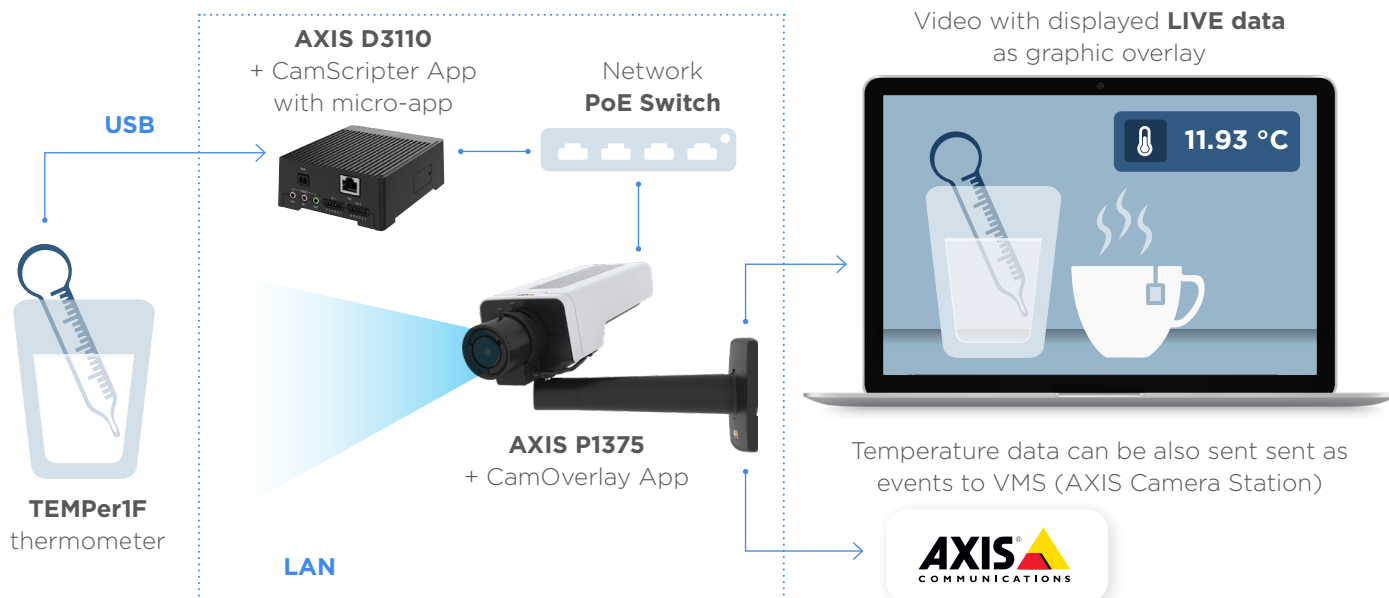 AXIS D3110
+ CamScripter App
with micro-app
Network
PoE Switch
Video with displayed LIVE data
as graphic overlay
USB
11.93 °C
AXIS P1375
+ CamOverlay App
TEMPer1F
thermometer
LAN
Temperature data can be also sent sent as
events to VMS (AXIS Camera Station)
AXIS®
COMMUNICATIONS